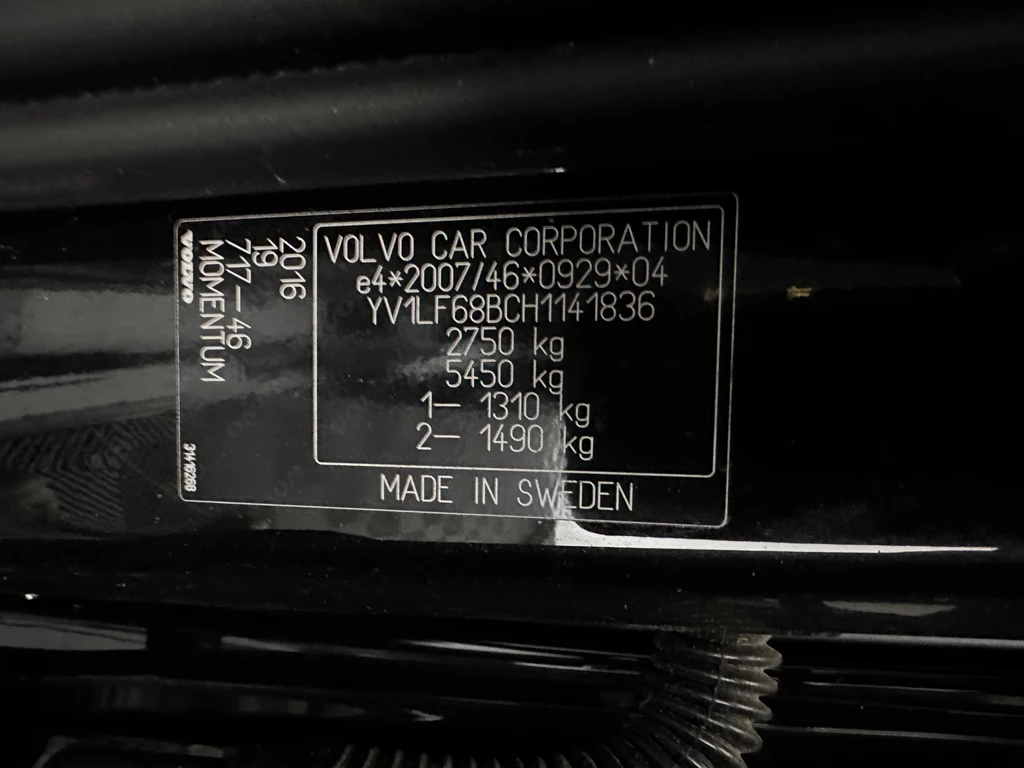 VOLVO CAR CORPORATION
e4*2007/46*0929*04
YV1LF68BCH1141836
2750 kg
5450 kg
1– 1310 kg
2– 1490 kg
MADE IN SWEDEN
2016
19
717–46
MOMENTUM
VOLVO
31416268